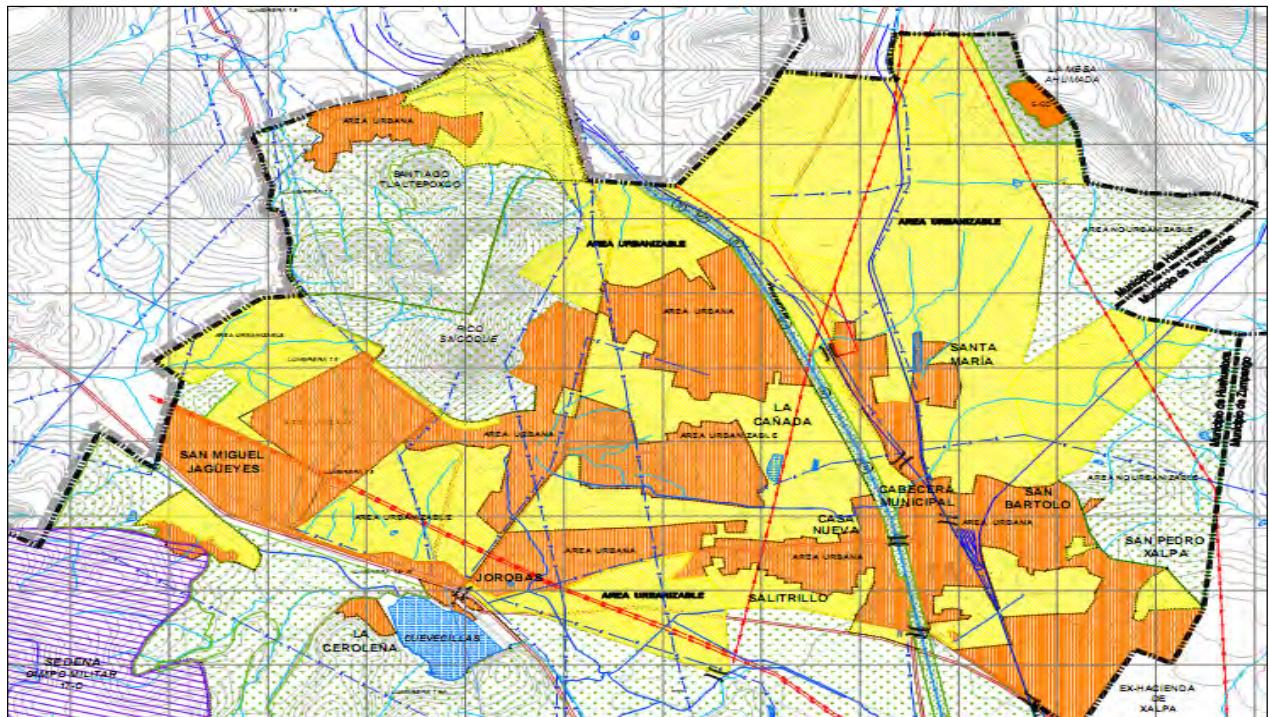 LA MESA
AHUMADA
AREA URBANA
SANTIAGO
TLALTEPOXCO
AREA URBANIZABLE
AREA URBANIZABLE
AREA NO URBANIZABLE
Municipio de Huehuetoca
Municipio de Tequixquiac
AREA URBANA
PICO
SINCOQUE
AREA URBANIZABLE
SANTA
MARÍA
Municipio de Huehuetoca
Municipio de Zumpango
LA
CAÑADA
AREA URBANA
AREA URBANIZABLE
SAN MIGUEL
JAGÜEYES
AREA NO URBANIZABLE
CABECERA
MUNICIPAL
SAN
BARTOLO
AREA URBANIZABLE
CASA
NUEVA
AREA URBANA
SAN PEDRO
XALPA
AREA URBANA
AREA URBANA
JOROBAS
AREA URBANIZABLE
SALITRILLO
LA
CEROLEÑA
CUEVECILLAS
SEDENA
CAMPO MILITAR
EX-HACIENDA
DE
XALPA